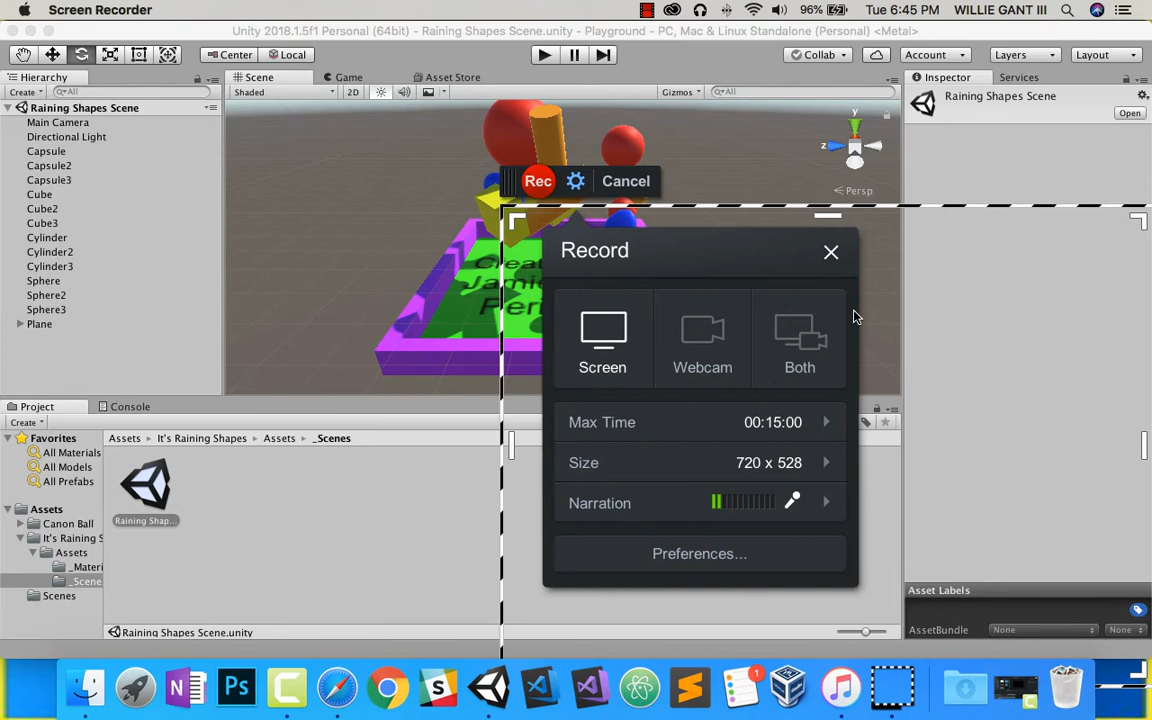 Screen Recorder
96%
Tue 6:45 WILLIE GANT III
Unity 2018.1.5f1 Personal (64bit) - Raining Shapes Scene.unity - Playground - PC, Mac & Linux Standalone (Personal) <Metal>
Center Local Collab Account Layers Layout
Hierarchy Scene Game Asset Store Inspector Services
Create All Shaded 2D Gizmos All
Raining Shapes Scene
Raining Shapes Scene
Open
Main Camera
Directional Light
Capsule
Capsule2
Capsule3
Cube
Cube2
Cube3
Cylinder
Cylinder2
Cylinder3
Sphere
Sphere2
Sphere3
Plane
y
z
Persp
Rec Cancel
Record
Screen Webcam Both
Max Time 00:15:00
Size 720 x 528
Narration
Preferences...
Project Console
Create
Favorites
All Materials
All Models
All Prefabs
Assets
Canon Ball
It's Raining S
Assets
_Materi
_Scene
Scenes
Assets It's Raining Shapes Assets _Scenes
Raining Shap...
Raining Shapes Scene.unity
Asset Labels
AssetBundle None None
N
Ps
S
1